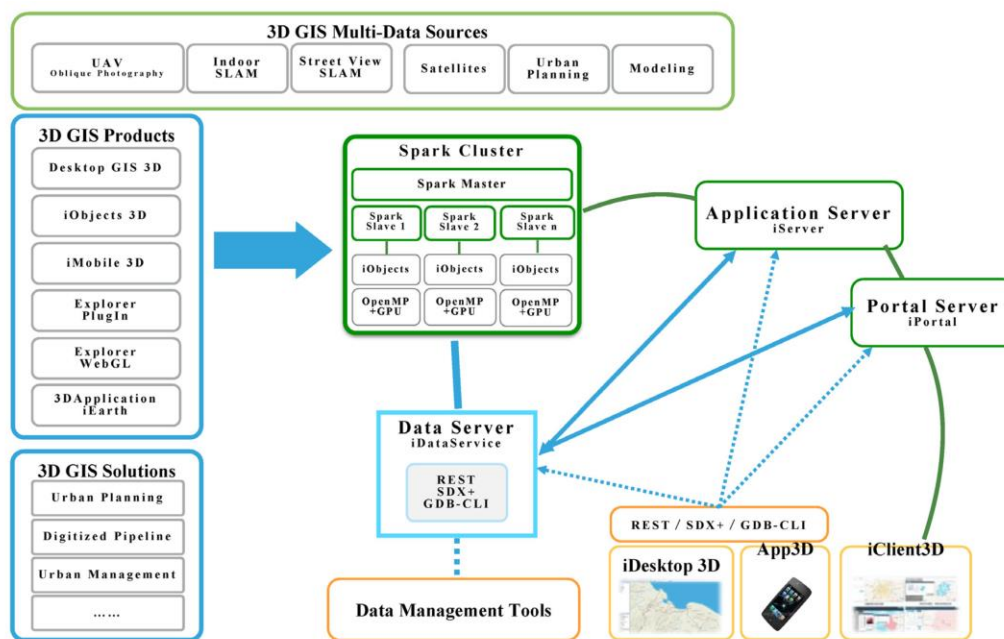 3D GIS Multi-Data Sources
UAV
Oblique Photography
Indoor
SLAM
Street View
SLAM
Satellites
Urban
Planning
Modeling
3D GIS Products
Desktop GIS 3D
iObjects 3D
iMobile 3D
Explorer
PlugIn
Explorer
WebGL
3DApplication
iEarth
3D GIS Solutions
Urban Planning
Digitized Pipeline
Urban Management
......
Spark Cluster
Spark Master
Spark
Slave 1
Spark
Slave 2
Spark
Slave n
iObjects
iObjects
iObjects
OpenMP
+GPU
OpenMP
+GPU
OpenMP
+GPU
Application Server
iServer
Portal Server
iPortal
Data Server
iDataService
REST
SDX+
GDB-CLI
Data Management Tools
REST / SDX+ / GDB-CLI
iDesktop 3D
App3D
iClient3D